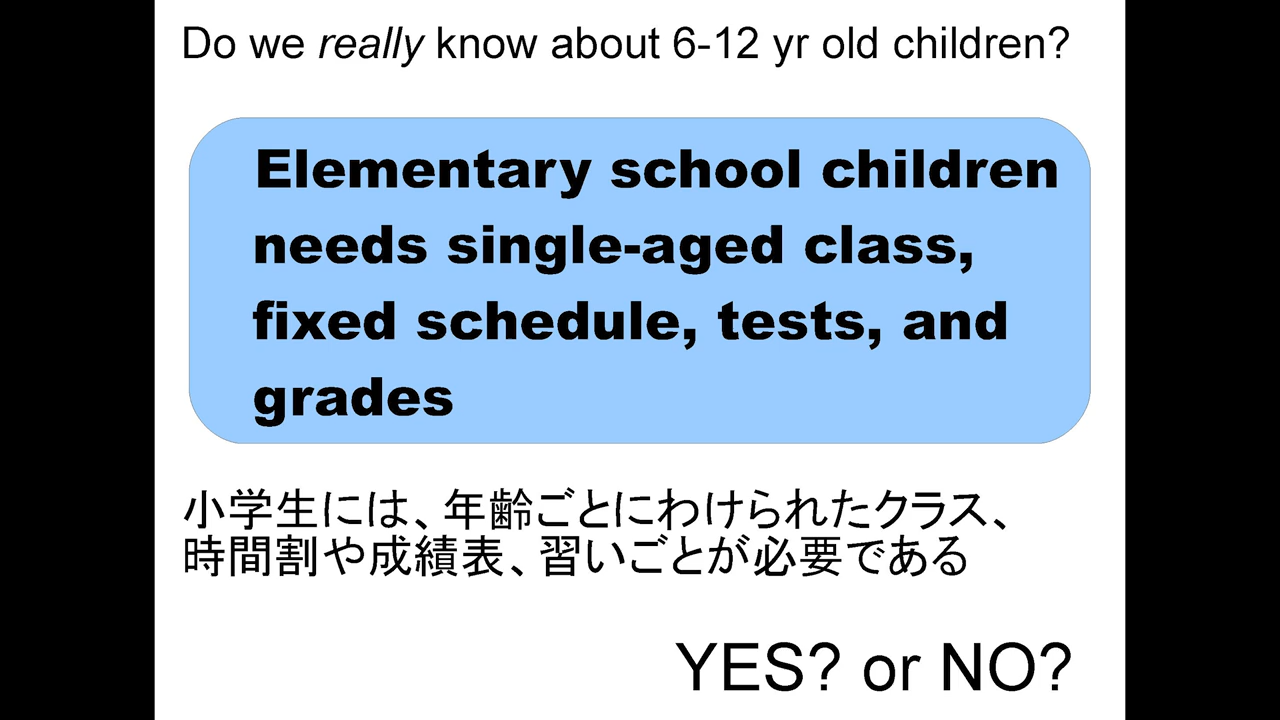 Do we really know about 6-12 yr old children?
Elementary school children
needs single-aged class,
fixed schedule, tests, and
grades
小学生には、年齢ごとにわけられたクラス、
時間割や成績表、習いごとが必要である
YES? or NO?